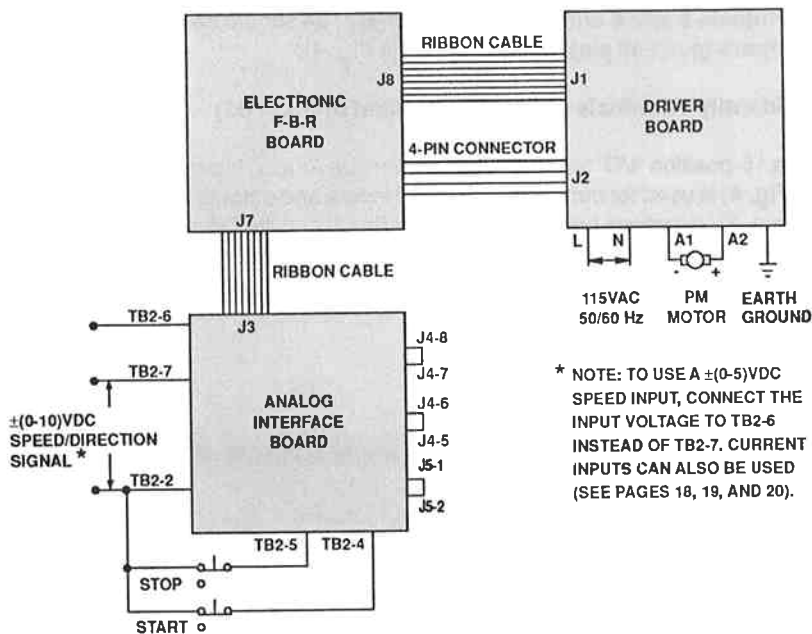 RIBBON CABLE
J8
J1
ELECTRONIC
F-B-R
BOARD
DRIVER
BOARD
4-PIN CONNECTOR
J2
J7
L N A1 A2
- +
RIBBON CABLE
115VAC
50/60 Hz
PM
MOTOR
EARTH
GROUND
TB2-6
J3
J4-8
TB2-7
J4-7
±(0-10)VDC
SPEED/DIRECTION
SIGNAL *
ANALOG
INTERFACE
BOARD
J4-6
J4-5
J5-1
TB2-2
J5-2
* NOTE: TO USE A ±(0-5)VDC
SPEED INPUT, CONNECT THE
INPUT VOLTAGE TO TB2-6
INSTEAD OF TB2-7. CURRENT
INPUTS CAN ALSO BE USED
(SEE PAGES 18, 19, AND 20).
TB2-5 TB2-4
STOP
START